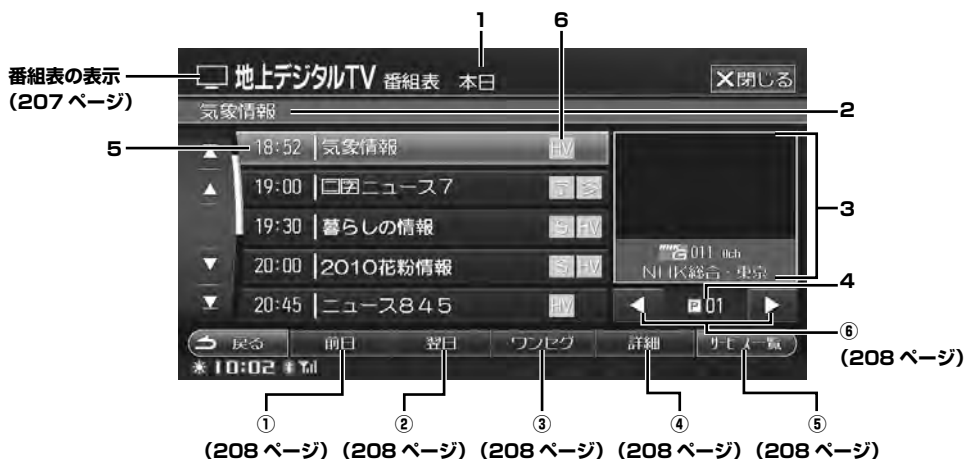 1 6
番組表の表示
(207 ページ)
地上デジタルTV 番組表 本日
×閉じる
気象情報
2
5
18:52 気象情報 HV
19:00 二字ニュース7 字 多
19:30 暮らしの情報 S HV
3
20:00 2010花粉情報 S HV
NHK G 011
NHK総合・東京
4
20:45 ニュース845 HV
P 01
戻る 前日 翌日 ワンセグ 詳細 サービス一覧
⑥
(208 ページ)
10:02
① ② ③ ④ ⑤
(208 ページ) (208 ページ) (208 ページ) (208 ページ) (208 ページ)